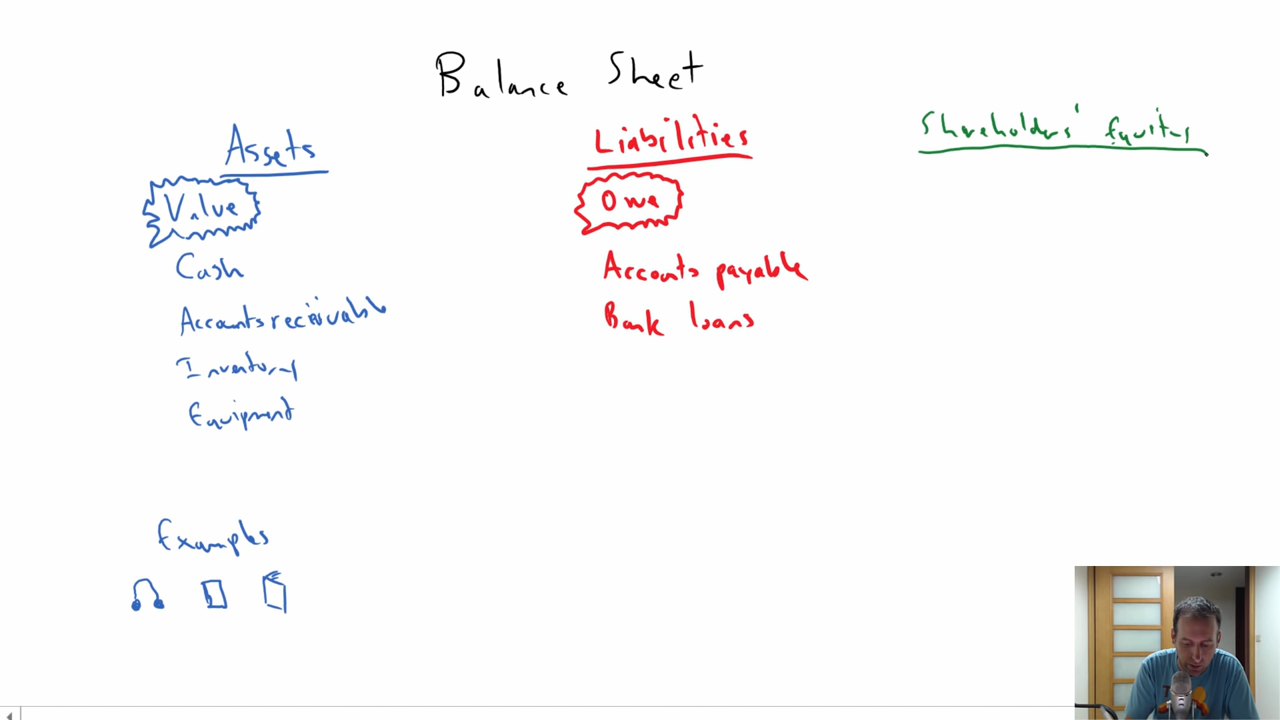 Balance Sheet
Assets
Value
Cash
Accounts receivable
Inventory
Equipment
Examples
Liabilities
Owe
Accounts payable
Bank loans
Shareholders' Equity